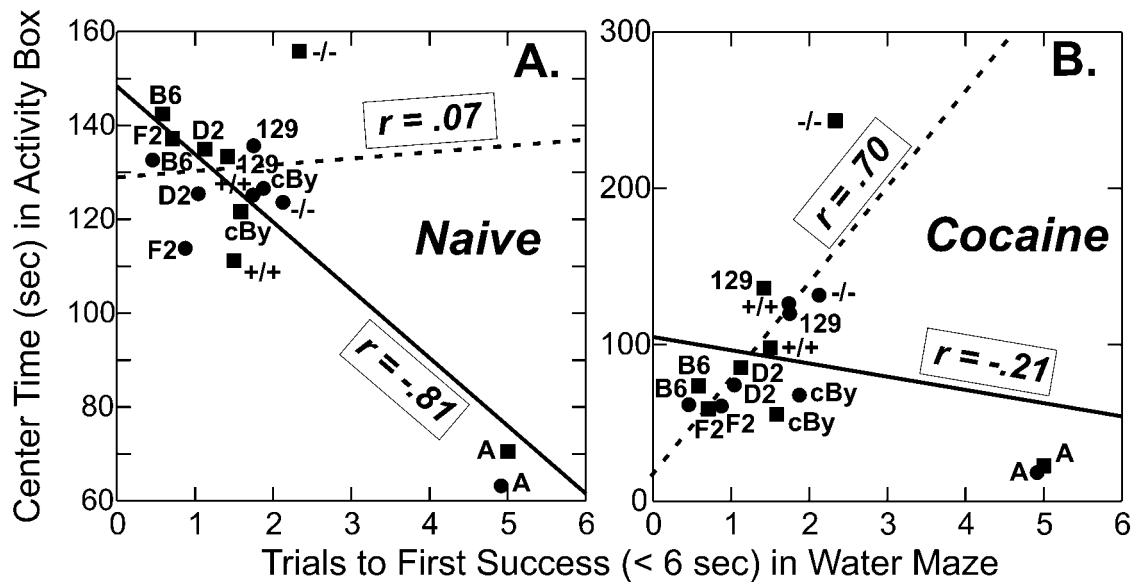 Center Time (sec) in Activity Box
160
140
120
100
80
60
0
1
2
3
4
5
6
A.
-/-
B6
F2
D2
129
B6
129
+/+
cBy
D2
-/-
cBy
F2
+/+
r = .07
Naive
r = -.81
A
A
300
200
100
0
0
1
2
3
4
5
6
B.
-/-
r = .70
Cocaine
129
+/+
-/-
129
+/+
r = -.21
B6
D2
B6
D2
cBy
F2
F2
cBy
A
A
Trials to First Success (< 6 sec) in Water Maze